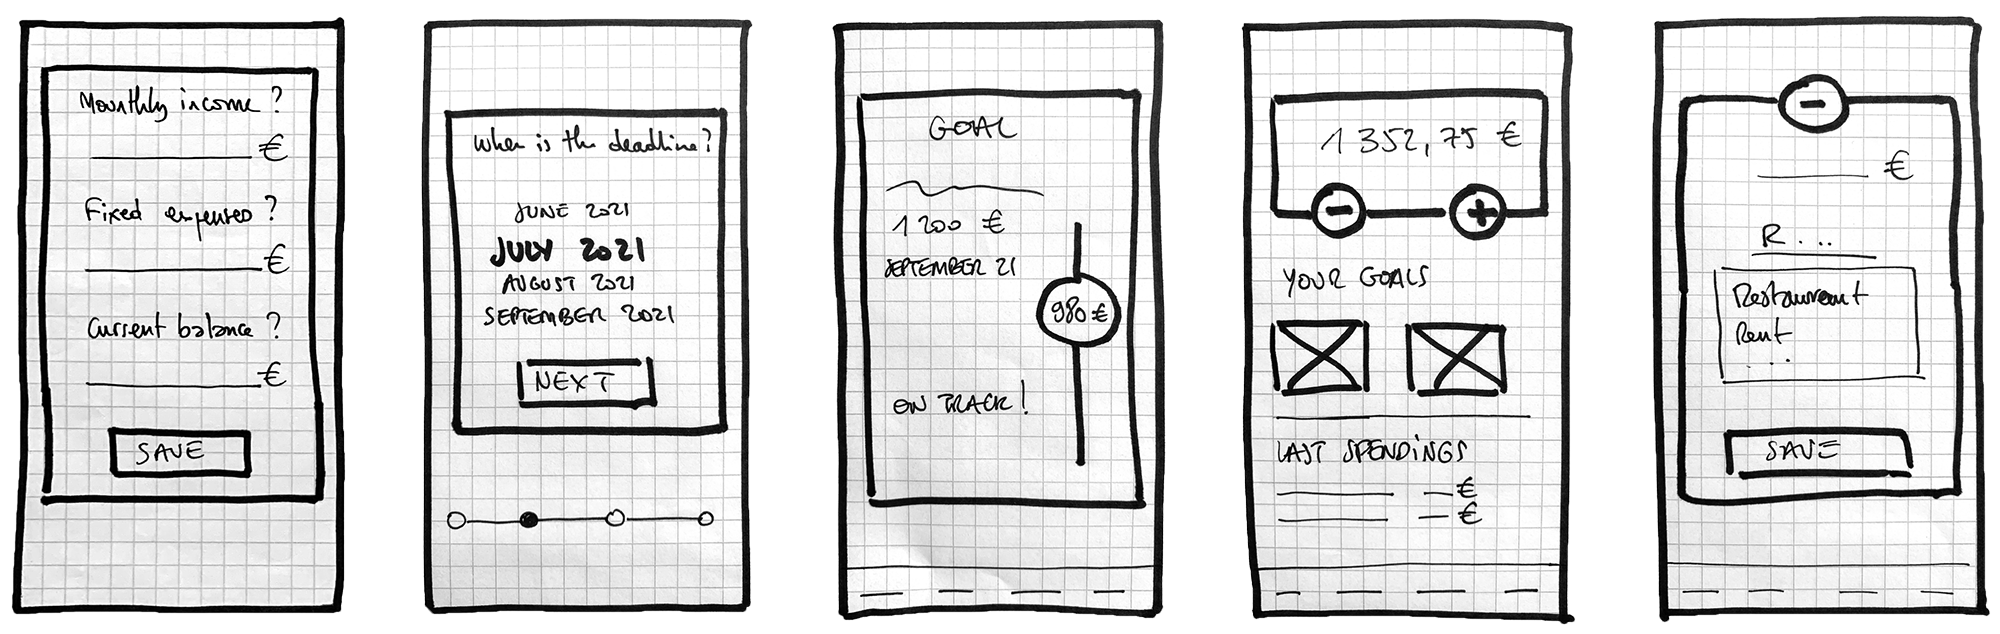 Mounthly income ?
€
Fixed expenses ?
€
Current balance ?
€
SAVE
When is the deadline?
JUNE 2021
JULY 2021
AUGUST 2021
SEPTEMBER 2021
NEXT
GOAL
1 200 €
SEPTEMBER 21
980 €
ON TRACK!
1 352,75 €
- +
YOUR GOALS
LAST SPENDINGS
€
€
-
€
R...
Restaurant
Rent
...
SAVE